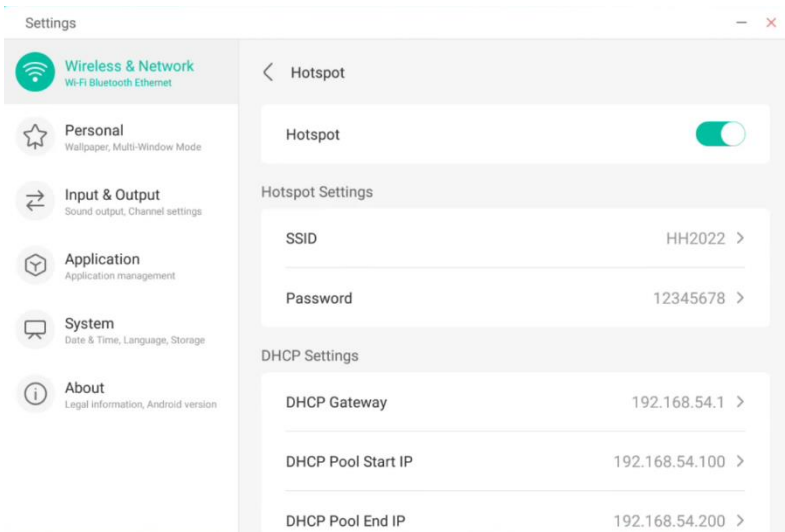 Settings
Wireless & Network
Wi-Fi Bluetooth Ethernet
Personal
Wallpaper, Multi-Window Mode
Input & Output
Sound output, Channel settings
Application
Application management
System
Date & Time, Language, Storage
About
Legal information, Android version
Hotspot
Hotspot
Hotspot Settings
SSID HH2022
Password 12345678
DHCP Settings
DHCP Gateway 192.168.54.1
DHCP Pool Start IP 192.168.54.100
DHCP Pool End IP 192.168.54.200